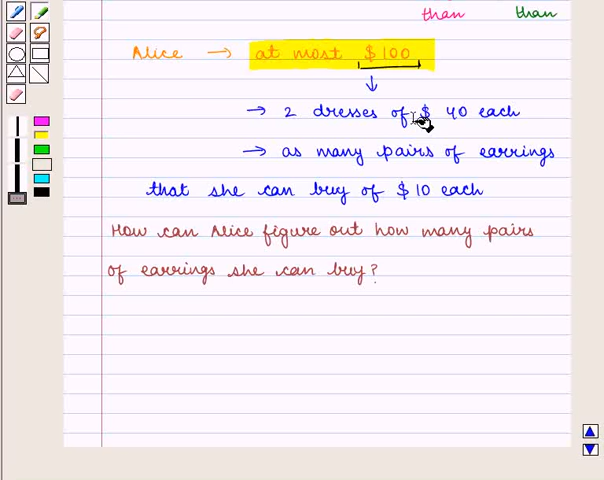 than than
Alice → at most $100
→ 2 dresses of $ 40 each
→ as many pairs of earrings
that she can buy of $10 each
How can Alice figure out how many pairs
of earrings she can buy?